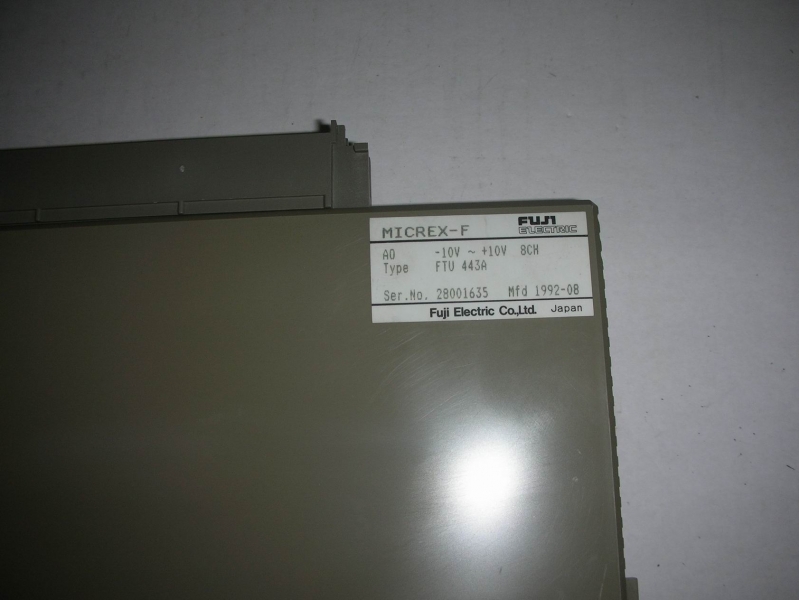 MICREX-F FUJI ELECTRIC
AO -10V ~ +10V 8CH
Type FTU 443A
Ser.No. 28001635 Mfd 1992-08
Fuji Electric Co.,Ltd. Japan